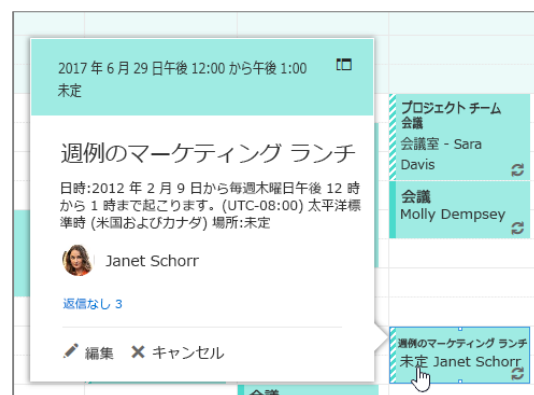 2017 年 6 月 29 日午後 12:00 から午後 1:00
未定
週例のマーケティング ランチ
日時:2012 年 2 月 9 日から毎週木曜日午後 12 時
から 1 時まで起こります。(UTC-08:00) 太平洋標
準時 (米国およびカナダ) 場所:未定
Janet Schorr
返信なし 3
編集
キャンセル
プロジェクト チーム
会議
会議室 - Sara
Davis
会議
Molly Dempsey
週例のマーケティング ランチ
未定 Janet Schorr
会議